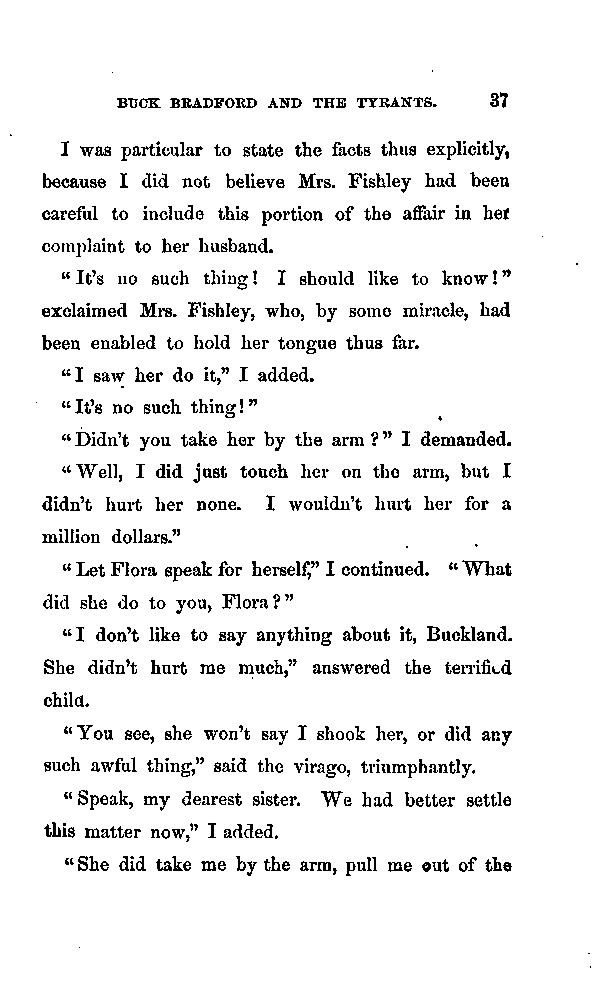 BUCK BRADFORD AND THE TYRANTS. 37
I was particular to state the facts thus explicitly,
because I did not believe Mrs. Fishley had been
careful to include this portion of the affair in her
complaint to her husband.
“It’s no such thing! I should like to know!”
exclaimed Mrs. Fishley, who, by some miracle, had
been enabled to hold her tongue thus far.
“I saw her do it,” I added.
“It’s no such thing!”
“Didn’t you take her by the arm?” I demanded.
“Well, I did just touch her on the arm, but I
didn’t hurt her none. I wouldn’t hurt her for a
million dollars.”
“Let Flora speak for herself,” I continued. “What
did she do to you, Flora?”
“I don’t like to say anything about it, Buckland.
She didn’t hurt me much,” answered the terrified
child.
“You see, she won’t say I shook her, or did any
such awful thing,” said the virago, triumphantly.
“Speak, my dearest sister. We had better settle
this matter now,” I added.
“She did take me by the arm, pull me out of the